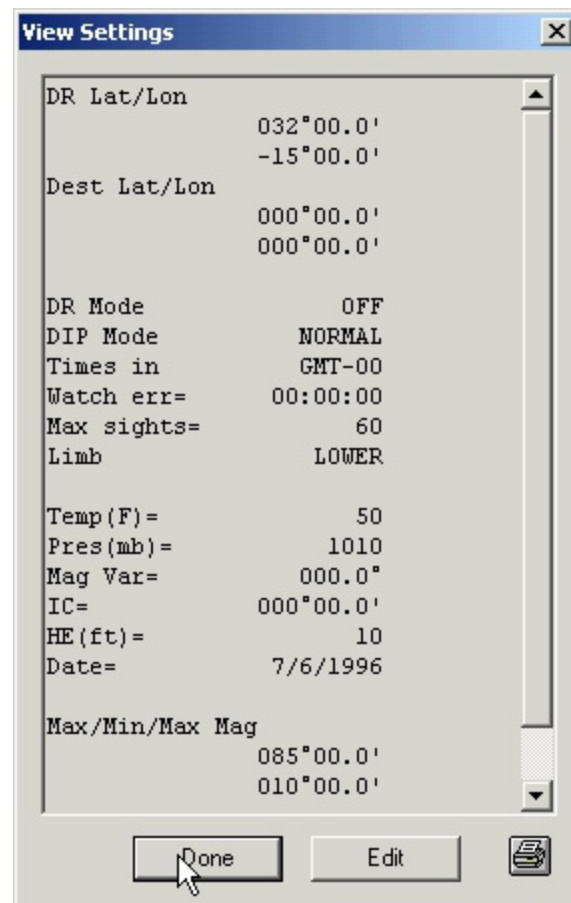 View Settings
DR Lat/Lon
032°00.0'
-15°00.0'
Dest Lat/Lon
000°00.0'
000°00.0'
DR Mode OFF
DIP Mode NORMAL
Times in GMT-00
Watch err= 00:00:00
Max sights= 60
Limb LOWER
Temp(F)= 50
Pres(mb)= 1010
Mag Var= 000.0°
IC= 000°00.0'
HE(ft)= 10
Date= 7/6/1996
Max/Min/Max Mag
085°00.0'
010°00.0'
Done Edit